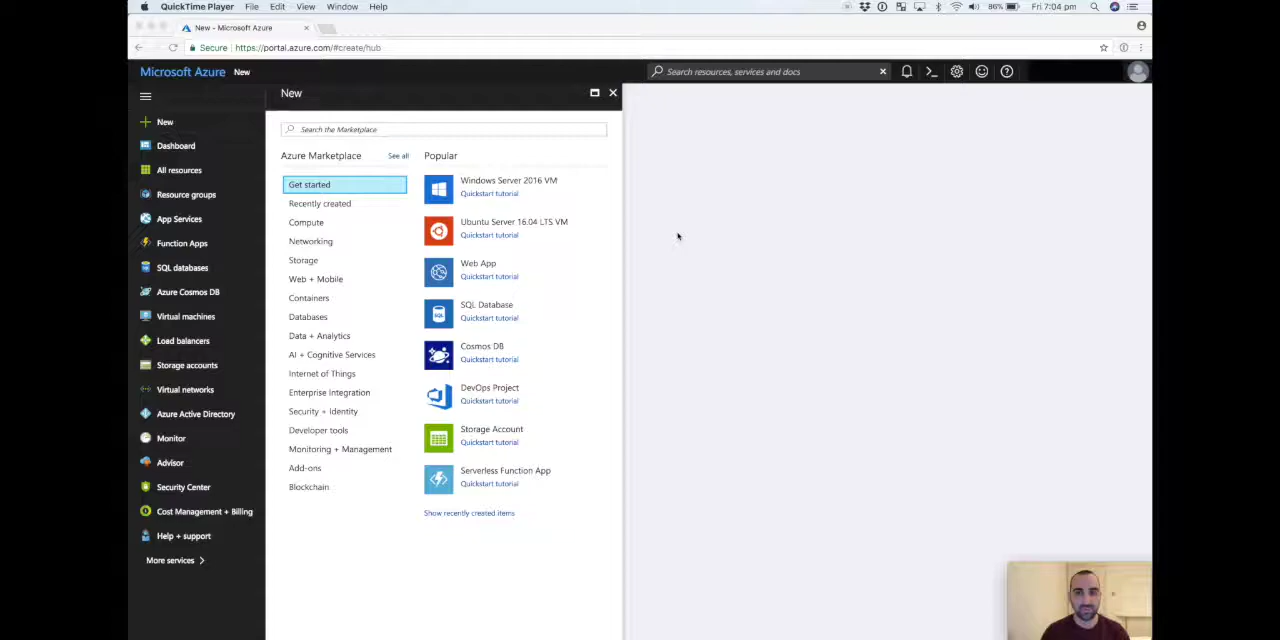 QuickTime Player File Edit View Window Help 86% Fri 7:04 pm
New - Microsoft Azure
Secure https://portal.azure.com/#create/hub
Microsoft Azure New Search resources, services and docs
New
Search the Marketplace
Azure Marketplace See all
Popular
New
Dashboard
All resources
Resource groups
App Services
Function Apps
SQL databases
Azure Cosmos DB
Virtual machines
Load balancers
Storage accounts
Virtual networks
Azure Active Directory
Monitor
Advisor
Security Center
Cost Management + Billing
Help + support
More services
Get started
Recently created
Compute
Networking
Storage
Web + Mobile
Containers
Databases
Data + Analytics
AI + Cognitive Services
Internet of Things
Enterprise Integration
Security + Identity
Developer tools
Monitoring + Management
Add-ons
Blockchain
Windows Server 2016 VM
Quickstart tutorial
Ubuntu Server 16.04 LTS VM
Quickstart tutorial
Web App
Quickstart tutorial
SQL Database
Quickstart tutorial
Cosmos DB
Quickstart tutorial
DevOps Project
Quickstart tutorial
Storage Account
Quickstart tutorial
Serverless Function App
Quickstart tutorial
Show recently created items